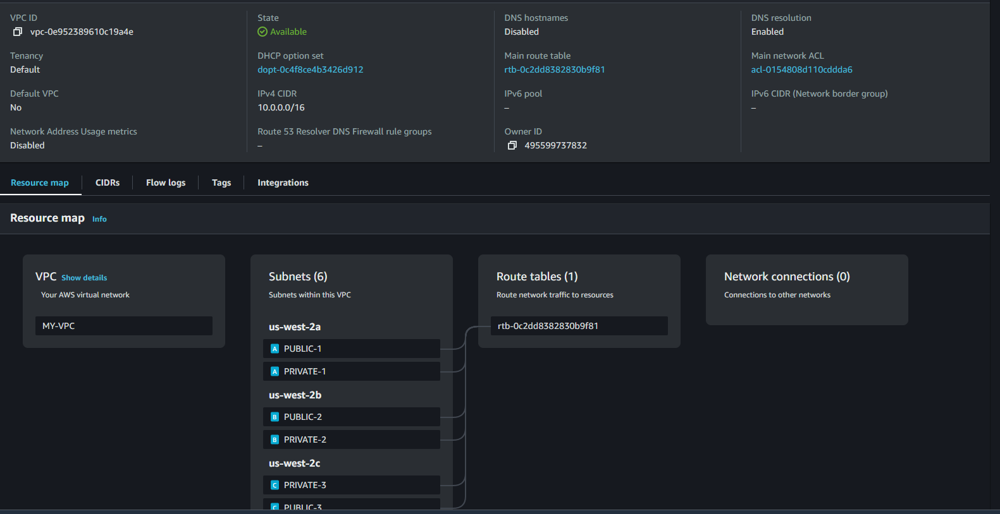 VPC ID
vpc-0e952389610c19a4e
State
Available
DNS hostnames
Disabled
DNS resolution
Enabled
Tenancy
Default
DHCP option set
dopt-0c4f8ce4b3426d912
Main route table
rtb-0c2dd8382830b9f81
Main network ACL
acl-0154808d110cddda6
Default VPC
No
IPv4 CIDR
10.0.0.0/16
IPv6 pool
–
IPv6 CIDR (Network border group)
–
Network Address Usage metrics
Disabled
Route 53 Resolver DNS Firewall rule groups
–
Owner ID
495599737832
Resource map
CIDRs
Flow logs
Tags
Integrations
Resource map Info
VPC Show details
Your AWS virtual network
MY-VPC
Subnets (6)
Subnets within this VPC
us-west-2a
A PUBLIC-1
A PRIVATE-1
us-west-2b
B PUBLIC-2
B PRIVATE-2
us-west-2c
C PRIVATE-3
C PUBLIC-3
Route tables (1)
Route network traffic to resources
rtb-0c2dd8382830b9f81
Network connections (0)
Connections to other networks